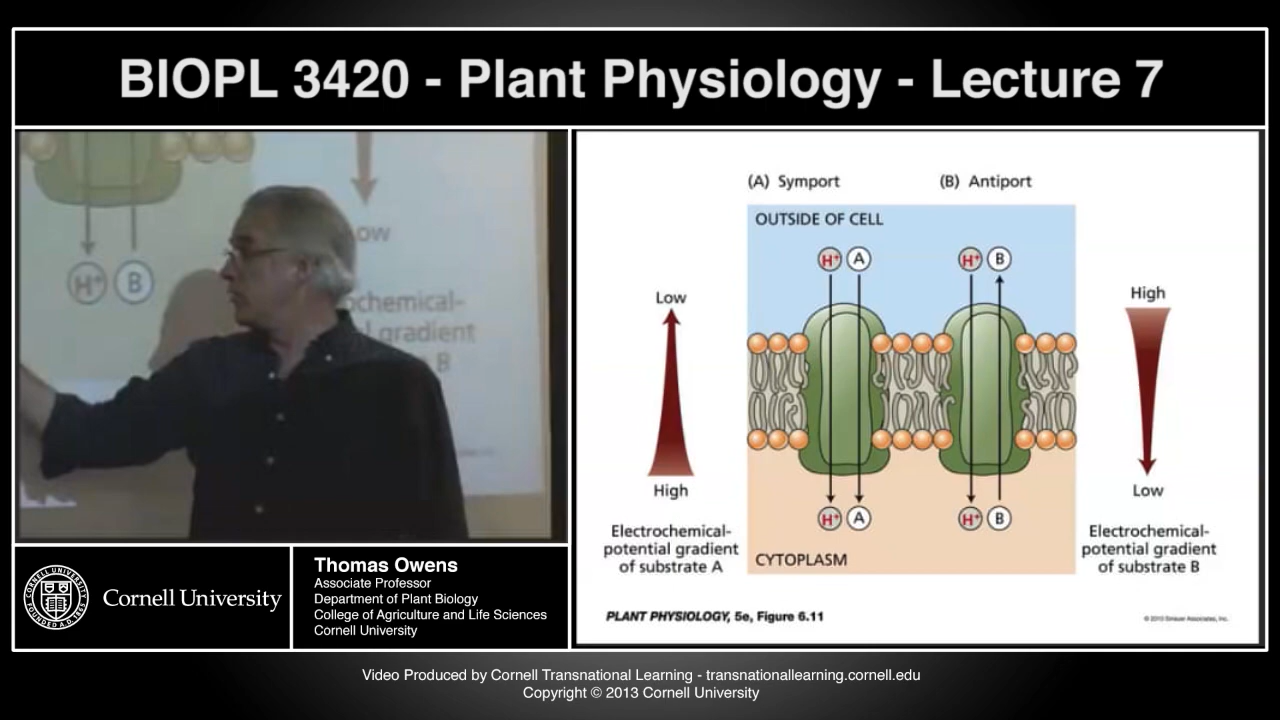 BIOPL 3420 - Plant Physiology - Lecture 7
H+ B
ow
ochemical-
l gradient
B
Cornell University
Thomas Owens
Associate Professor
Department of Plant Biology
College of Agriculture and Life Sciences
Cornell University
(A) Symport
(B) Antiport
OUTSIDE OF CELL
H+ A
H+ B
Low
High
High
Low
H+ A
H+ B
CYTOPLASM
Electrochemical-
potential gradient
of substrate A
Electrochemical-
potential gradient
of substrate B
PLANT PHYSIOLOGY, 5e, Figure 6.11
© 2010 Sinauer Associates, Inc.
Video Produced by Cornell Transnational Learning - transnationallearning.cornell.edu
Copyright © 2013 Cornell University